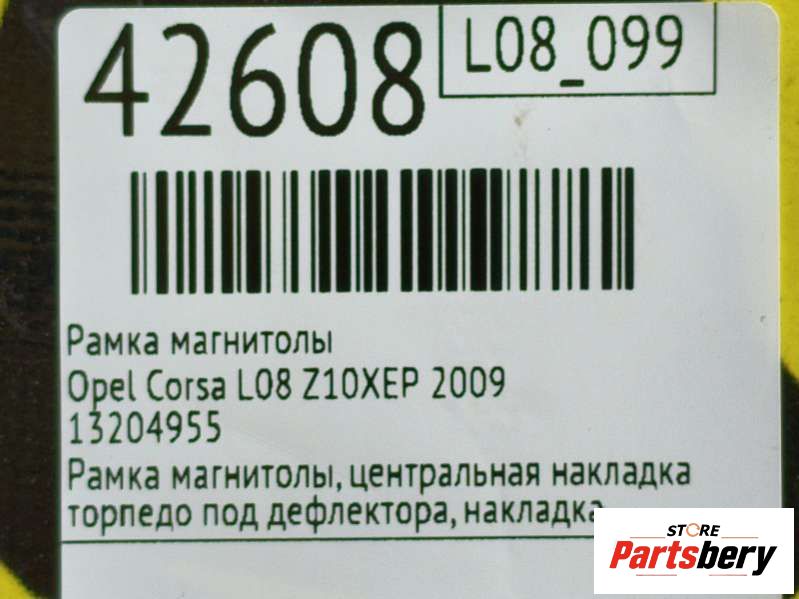 42608
L08_099
Рамка магнитолы
Opel Corsa L08 Z10XEP 2009
13204955
Рамка магнитолы, центральная накладка
торпедо под дефлектора, накладка
STORE
Partsbery